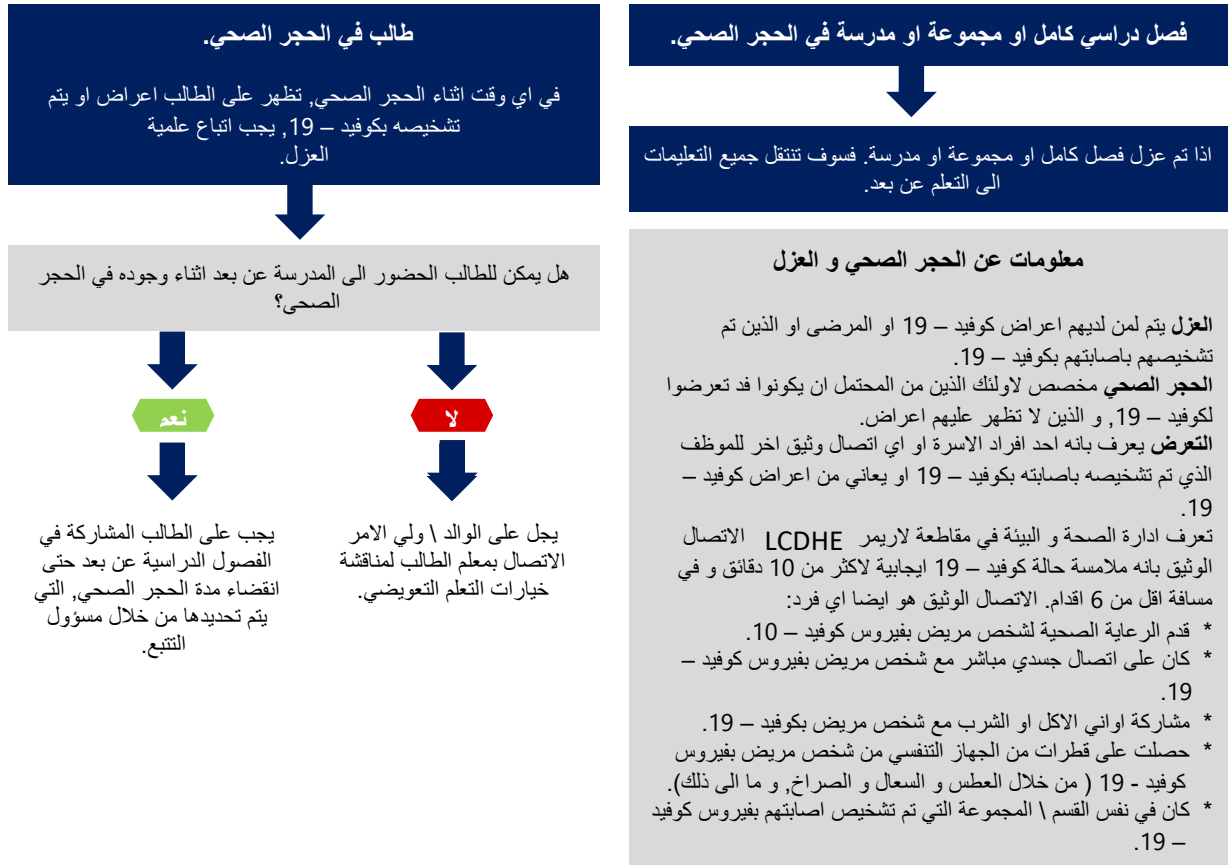 فصل دراسي كامل او مجموعة او مدرسة في الحجر الصحي.
اذا تم عزل فصل كامل او مجموعة او مدرسة. فسوف تنتقل جميع التعليمات
الى التعلم عن بعد.
معلومات عن الحجر الصحي و العزل
العزل يتم لمن لديهم اعراض كوفيد – 19 او المرضى او الذين تم
تشخيصهم باصابتهم بكوفيد – 19.
الحجر الصحي مخصص لاولئك الذين من المحتمل ان يكونوا فد تعرضوا
لكوفيد – 19, و الذين لا تظهر عليهم اعراض.
التعرض يعرف بانه احد افراد الاسرة او اي اتصال وثيق اخر للموظف
الذي تم تشخيصه باصابته بكوفيد – 19 او يعاني من اعراض كوفيد –
19.
تعرف ادارة الصحة و البيئة في مقاطعة لاريمر LCDHE الاتصال
الوثيق بانه ملامسة حالة كوفيد – 19 ايجابية لاكثر من 10 دقائق و في
مسافة اقل من 6 اقدام. الاتصال الوثيق هو ايضا اي فرد:
* قدم الرعاية الصحية لشخص مريض بفيروس كوفيد – 10.
* كان على اتصال جسدي مباشر مع شخص مريض بفيروس كوفيد –
19.
* مشاركة اواني الاكل او الشرب مع شخص مريض بكوفيد – 19.
* حصلت على قطرات من الجهاز التنفسي من شخص مريض بفيروس
كوفيد - 19 ( من خلال العطس و السعال و الصراخ, و ما الى ذلك).
* كان في نفس القسم \ المجموعة التي تم تشخيص اصابتهم بفيروس كوفيد
– 19.
طالب في الحجر الصحي.
في اي وقت اثناء الحجر الصحي, تظهر على الطالب اعراض او يتم
تشخيصه بكوفيد – 19, يجب اتباع علمية
العزل.
هل يمكن للطالب الحضور الى المدرسة عن بعد اثناء وجوده في الحجر
الصحي؟
لا
يجل على الوالد \ ولي الامر
الاتصال بمعلم الطالب لمناقشة
خيارات التعلم التعويضي.
نعم
يجب على الطالب المشاركة في
الفصول الدراسية عن بعد حتى
انقضاء مدة الحجر الصحي, التي
يتم تحديدها من خلال مسؤول
التتبع.